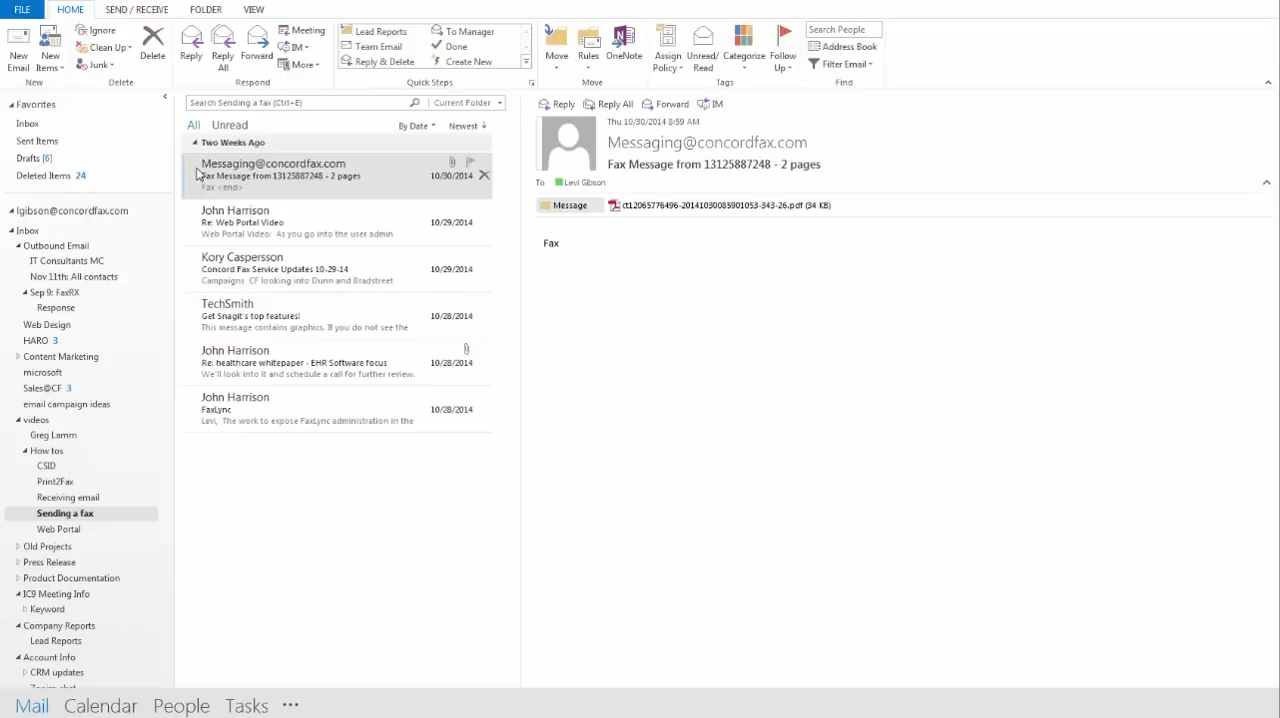 FILE HOME SEND / RECEIVE FOLDER VIEW
New Email
New Items
New
Ignore
Clean Up
Junk
Delete
Delete
Reply
Reply All
Forward
Meeting
IM
More
Respond
Lead Reports
Team Email
Reply & Delete
To Manager
Done
Create New
Quick Steps
Move
Rules
OneNote
Move
Assign Policy
Unread/ Read
Categorize
Follow Up
Tags
Search People
Address Book
Filter Email
Find
Favorites
Inbox
Sent Items
Drafts [6]
Deleted Items 24
lgibson@concordfax.com
Inbox
Outbound Email
IT Consultants MC
Nov 11th: All contacts
Sep 9: FaxRX
Response
Web Design
HARO 3
Content Marketing
microsoft
Sales@CF 3
email campaign ideas
videos
Greg Lamm
How tos
CSID
Print2Fax
Receiving email
Sending a fax
Web Portal
Old Projects
Press Release
Product Documentation
IC9 Meeting Info
Keyword
Company Reports
Lead Reports
Account Info
CRM updates
Search Sending a fax (Ctrl+E) Current Folder
All Unread By Date Newest
Two Weeks Ago
Messaging@concordfax.com
Fax Message from 13125887248 - 2 pages 10/30/2014
Fax <end>
John Harrison
Re: Web Portal Video 10/29/2014
Web Portal Video: As you go into the user admin
Kory Caspersson
Concord Fax Service Updates 10-29-14 10/29/2014
Campaign: CF looking into Dunn and Bradstreet
TechSmith
Get Snagit's top features! 10/28/2014
This message contains graphics. If you do not see the
John Harrison
Re: healthcare whitepaper - EHR Software focus 10/28/2014
We'll look into it and schedule a call for further review.
John Harrison
FaxLync 10/28/2014
Levi, The work to expose FaxLync administration in the
Reply Reply All Forward IM
Thu 10/30/2014 8:59 AM
Messaging@concordfax.com
Fax Message from 13125887248 - 2 pages
To Levi Gibson
Message ct12065776496-20141030085901053-343-26.pdf (34 KB)
Fax
Mail Calendar People Tasks •••